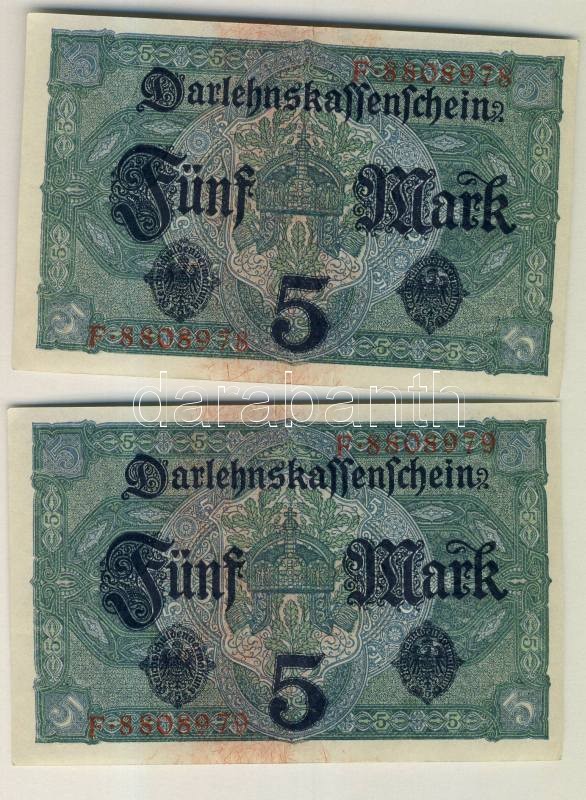 F·8808978
Darlehnskassenschein
Fünf Mark
5
F·8808978
darabanth
F·8808979
Darlehnskassenschein
Fünf Mark
5
F·8808979